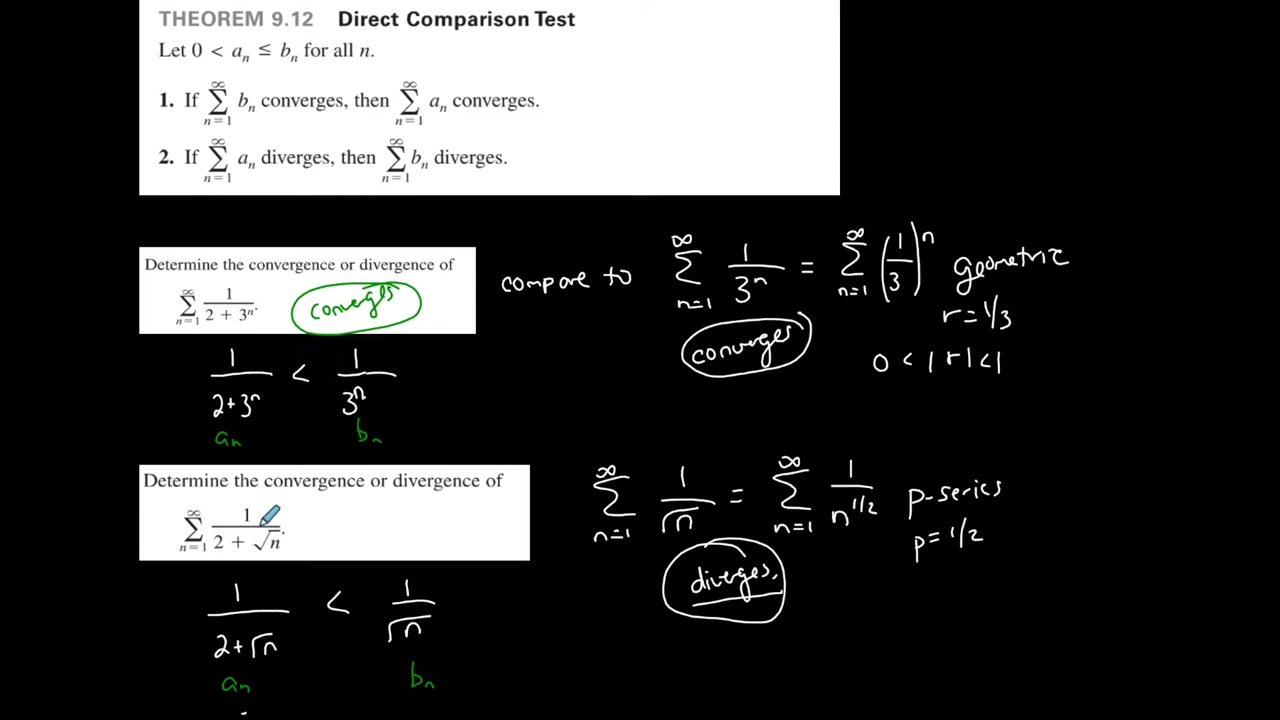 THEOREM 9.12 Direct Comparison Test
Let 0 < aₙ ≤ bₙ for all n.
1. If ∑_{n=1}^{∞} bₙ converges, then ∑_{n=1}^{∞} aₙ converges.
2. If ∑_{n=1}^{∞} aₙ diverges, then ∑_{n=1}^{∞} bₙ diverges.
Determine the convergence or divergence of
∑_{n=1}^{∞} 1/(2 + 3ⁿ).
converges
compare to ∑_{n=1}^{∞} 1/3ⁿ = ∑_{n=1}^{∞} (1/3)ⁿ geometric
r = 1/3
converges
0 < |r| < 1
1/(2+3ⁿ) < 1/3ⁿ
aₙ bₙ
Determine the convergence or divergence of
∑_{n=1}^{∞} 1/(2 + √n).
∑_{n=1}^{∞} 1/√n = ∑_{n=1}^{∞} 1/n^{1/2} p-series
p = 1/2
diverges.
1/(2+√n) < 1/√n
aₙ bₙ